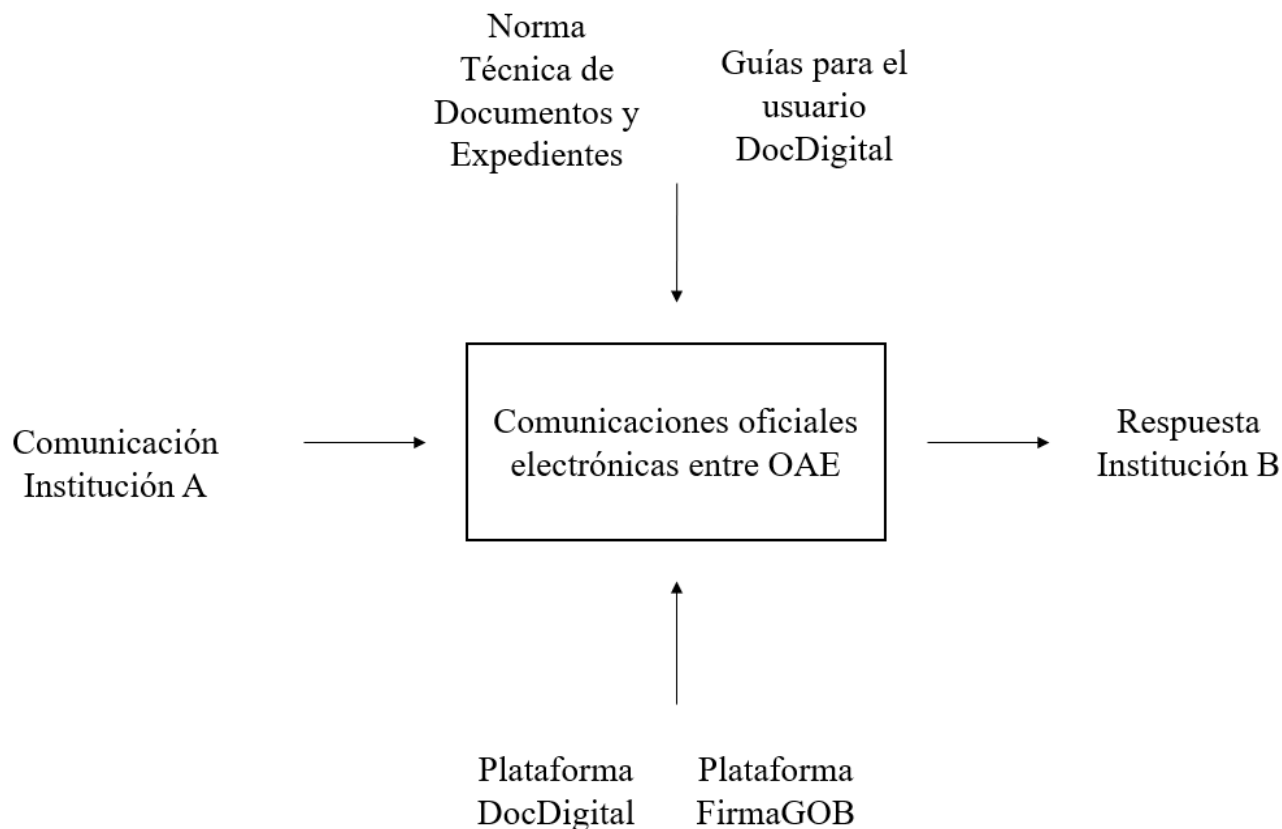 Norma
Técnica de
Documentos y
Expedientes
Guías para el
usuario
DocDigital
Comunicación
Institución A
Comunicaciones oficiales
electrónicas entre OAE
Respuesta
Institución B
Plataforma
DocDigital
Plataforma
FirmaGOB